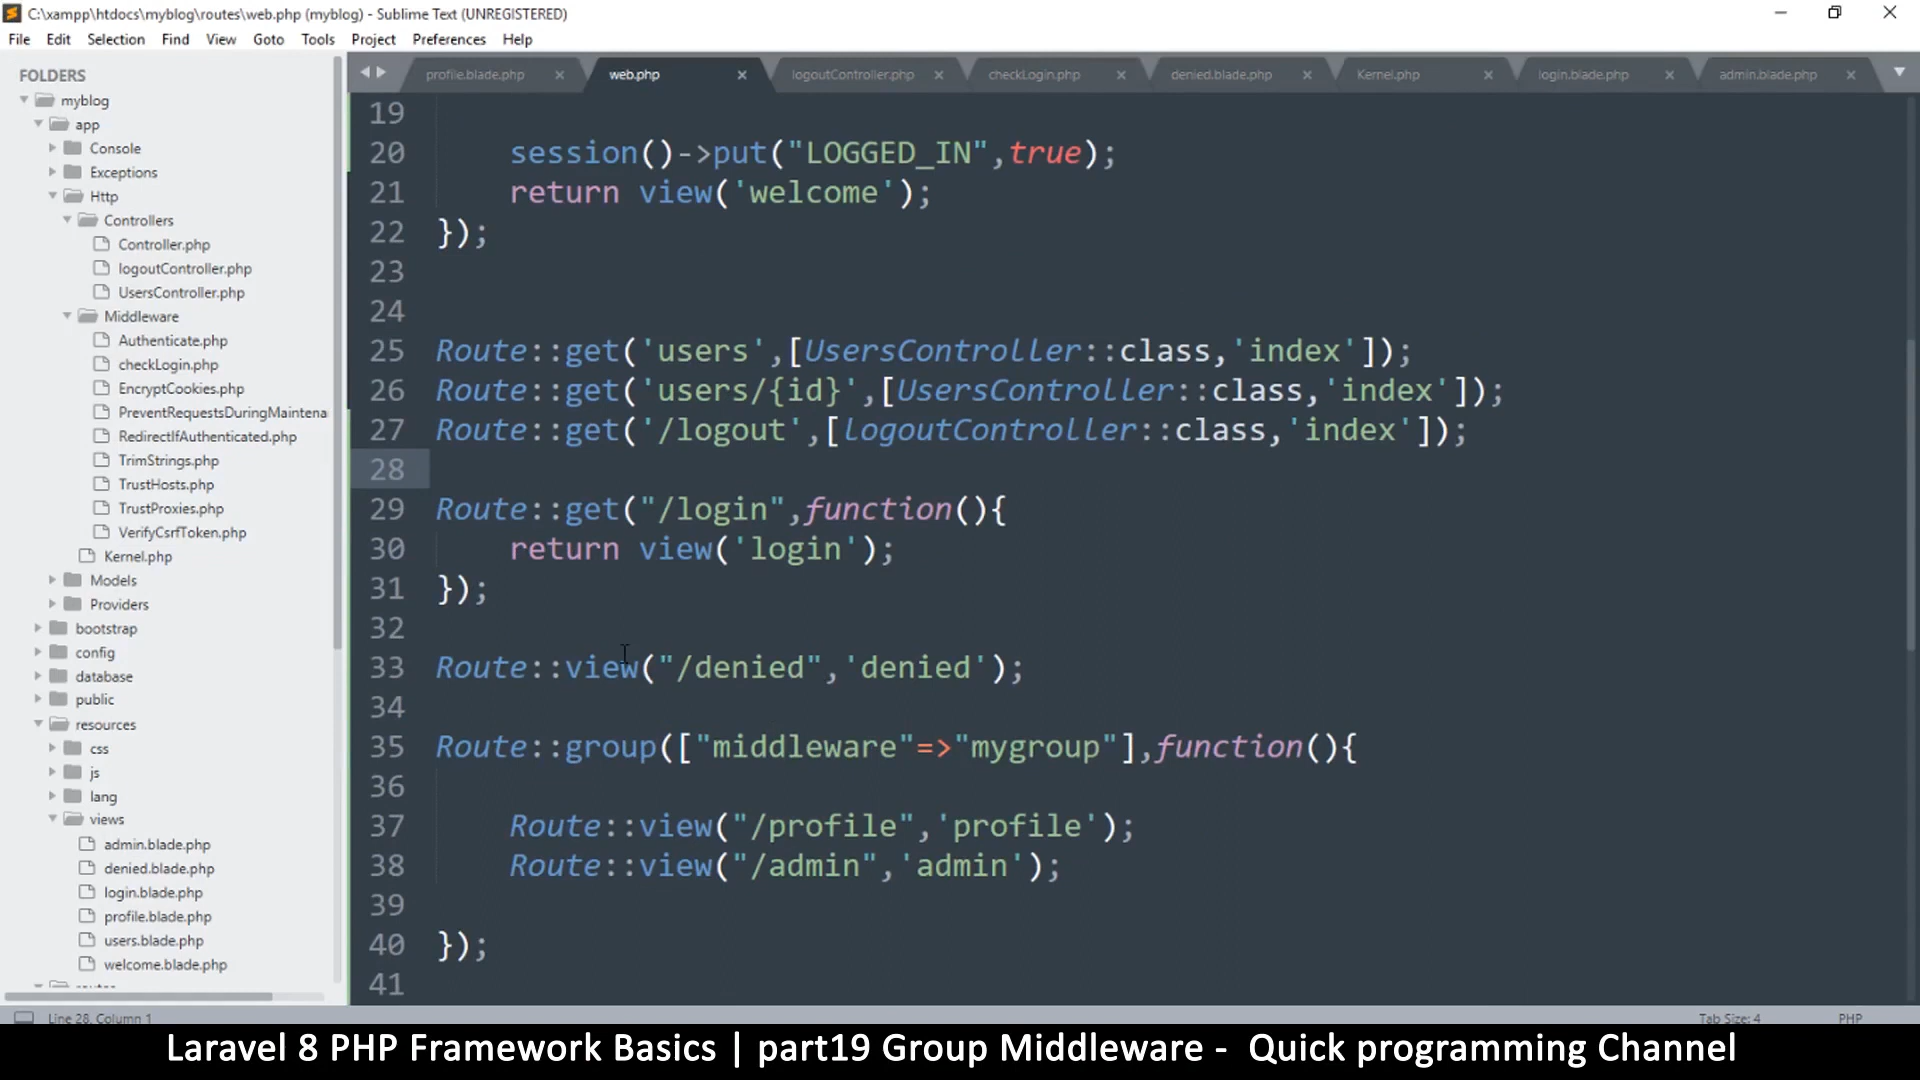 C:\xampp\htdocs\myblog\routes\web.php (myblog) - Sublime Text (UNREGISTERED)
File Edit Selection Find View Goto Tools Project Preferences Help
FOLDERS
myblog
app
Console
Exceptions
Http
Controllers
Controller.php
logoutController.php
UsersController.php
Middleware
Authenticate.php
checkLogin.php
EncryptCookies.php
PreventRequestsDuringMaintena
RedirectIfAuthenticated.php
TrimStrings.php
TrustHosts.php
TrustProxies.php
VerifyCsrfToken.php
Kernel.php
Models
Providers
bootstrap
config
database
public
resources
css
js
lang
views
admin.blade.php
denied.blade.php
login.blade.php
profile.blade.php
users.blade.php
welcome.blade.php
profile.blade.php web.php logoutController.php checkLogin.php denied.blade.php Kernel.php login.blade.php admin.blade.php
19
20 session()->put("LOGGED_IN",true);
21 return view('welcome');
22 });
23
24
25 Route::get('users',[UsersController::class,'index']);
26 Route::get('users/{id}',[UsersController::class,'index']);
27 Route::get('/logout',[logoutController::class,'index']);
28
29 Route::get("/login",function(){
30 return view('login');
31 });
32
33 Route::view("/denied",'denied');
34
35 Route::group(["middleware"=>"mygroup"],function(){
36
37 Route::view("/profile",'profile');
38 Route::view("/admin",'admin');
39
40 });
41
Line 28, Column 1 Tab Size: 4 PHP
Laravel 8 PHP Framework Basics | part19 Group Middleware - Quick programming Channel